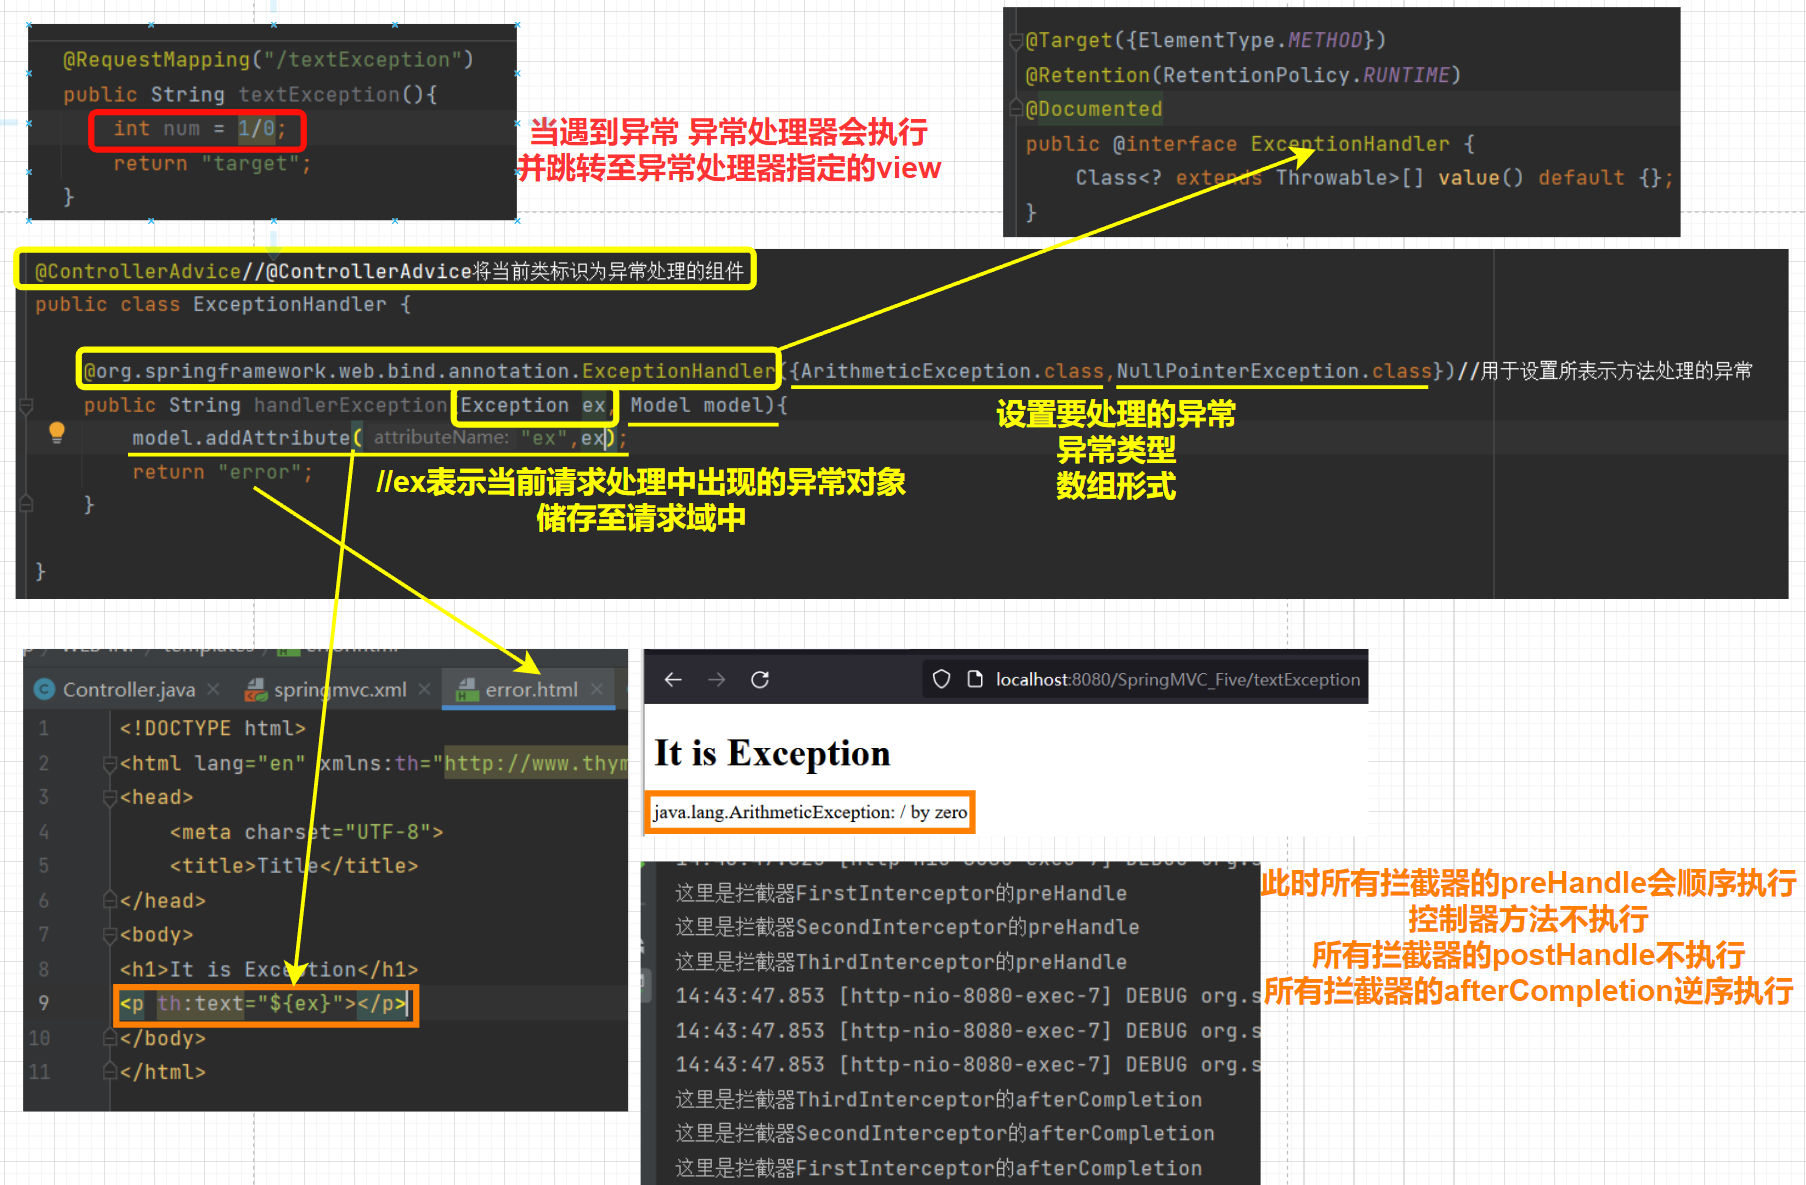 @RequestMapping("/textException")
public String textException(){
int num = 1/0;
return "target";
}
当遇到异常 异常处理器会执行
并跳转至异常处理器指定的view
@Target({ElementType.METHOD})
@Retention(RetentionPolicy.RUNTIME)
@Documented
public @interface ExceptionHandler {
Class<? extends Throwable>[] value() default {};
}
@ControllerAdvice//@ControllerAdvice将当前类标识为异常处理的组件
public class ExceptionHandler {
@org.springframework.web.bind.annotation.ExceptionHandler({ArithmeticException.class,NullPointerException.class})//用于设置所表示方法处理的异常
public String handlerException(Exception ex, Model model){
model.addAttribute( attributeName: "ex",ex);
return "error";
}
}
设置要处理的异常
异常类型
数组形式
//ex表示当前请求处理中出现的异常对象
储存至请求域中
Controller.java
springmvc.xml
error.html
1 <!DOCTYPE html>
2 <html lang="en" xmlns:th="http://www.thym
3 <head>
4 <meta charset="UTF-8">
5 <title>Title</title>
6 </head>
7 <body>
8 <h1>It is Exception</h1>
9 <p th:text="${ex}"></p>
10 </body>
11 </html>
localhost:8080/SpringMVC_Five/textException
It is Exception
java.lang.ArithmeticException: / by zero
这里是拦截器FirstInterceptor的preHandle
这里是拦截器SecondInterceptor的preHandle
这里是拦截器ThirdInterceptor的preHandle
14:43:47.853 [http-nio-8080-exec-7] DEBUG org.s
14:43:47.853 [http-nio-8080-exec-7] DEBUG org.s
14:43:47.853 [http-nio-8080-exec-7] DEBUG org.s
这里是拦截器ThirdInterceptor的afterCompletion
这里是拦截器SecondInterceptor的afterCompletion
这里是拦截器FirstInterceptor的afterCompletion
此时所有拦截器的preHandle会顺序执行
控制器方法不执行
所有拦截器的postHandle不执行
所有拦截器的afterCompletion逆序执行